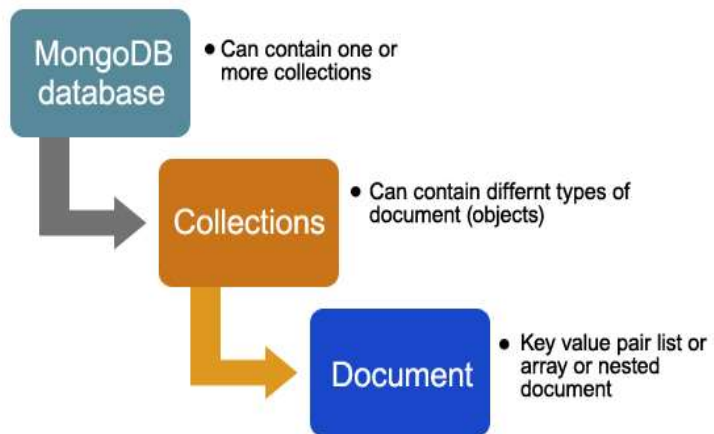 MongoDB
database
• Can contain one or
more collections
Collections
• Can contain differnt types of
document (objects)
Document
• Key value pair list or
array or nested
document